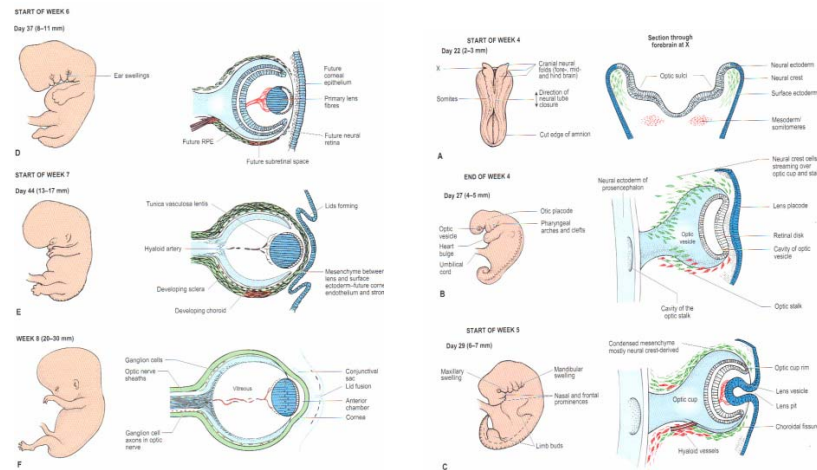 START OF WEEK 6
Day 37 (8–11 mm)
Ear swellings
Future
corneal
epithelium
Primary lens
fibres
Future neural
retina
Future RPE
Future subretinal space
D
START OF WEEK 7
Day 44 (13–17 mm)
Tunica vasculosa lentis
Lids forming
Hyaloid artery
Mesenchyme between
lens and surface
ectoderm–future corne
endothelium and strom
Developing sclera
Developing choroid
E
WEEK 8 (20–30 mm)
Ganglion cells
Optic nerve
sheaths
Vitreous
Conjunctival
sac
Lid fusion
Anterior
chamber
Cornea
Ganglion cell
axons in optic
nerve
F
START OF WEEK 4
Day 22 (2–3 mm)
X
Cranial neural
folds (fore-, mid-
and hind brain)
Somites
Direction of
neural tube
closure
Cut edge of amnion
A
Section through
forebrain at X
Optic sulci
Neural ectoderm
Neural crest
Surface ectoderm
Mesoderm/
somitomeres
END OF WEEK 4
Day 27 (4–5 mm)
Otic placode
Optic
vesicle
Pharyngeal
arches and clefts
Heart
bulge
Umbilical
cord
B
Neural ectoderm of
prosencephalon
Neural crest cells
streaming over
optic cup and sta
Lens placode
Optic
vesicle
Retinal disk
Cavity of optic
vesicle
Optic stalk
Cavity of the
optic stalk
START OF WEEK 5
Day 29 (6–7 mm)
Maxillary
swelling
Mandibular
swelling
Nasal and frontal
prominences
Limb buds
C
Condensed mesenchyme
mostly neural crest-derived
Optic cup rim
Optic cup
Lens vesicle
Lens pit
Choroidal fissure
Hyaloid vessels